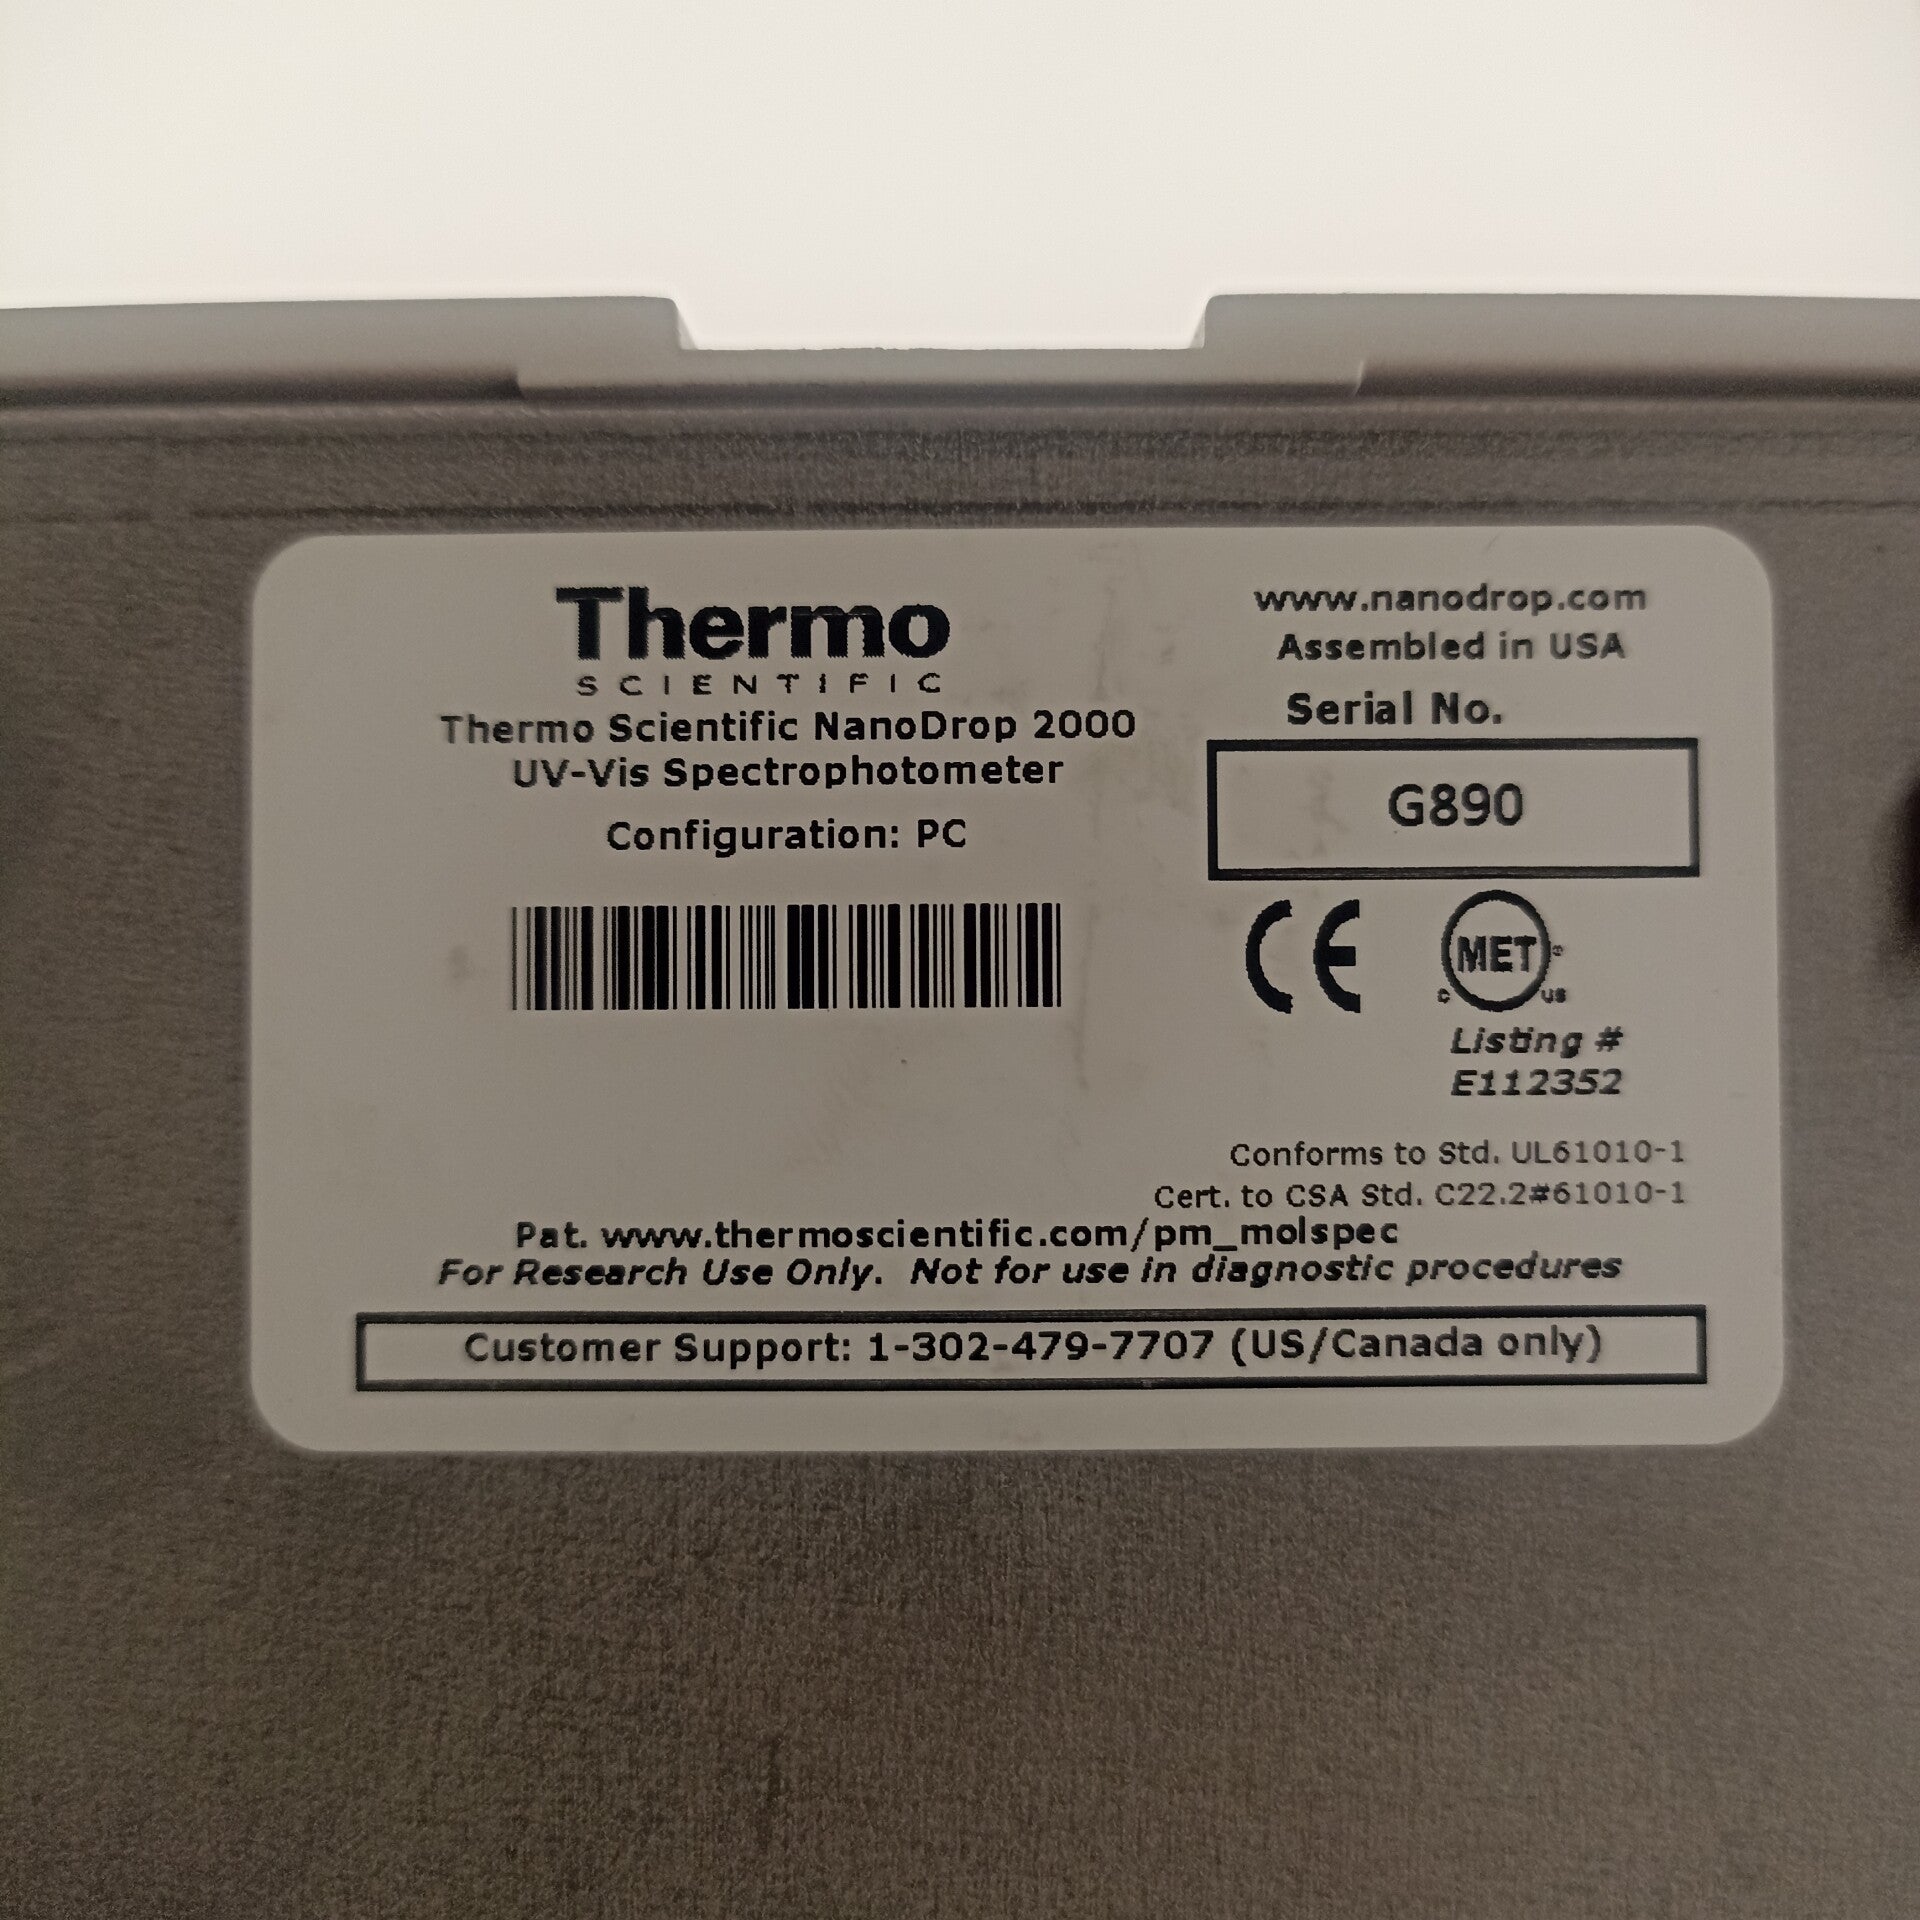 Thermo
SCIENTIFIC
Thermo Scientific NanoDrop 2000
UV-Vis Spectrophotometer
Configuration: PC
www.nanodrop.com
Assembled in USA
Serial No.
G890
CE
MET®
c us
Listing #
E112352
Conforms to Std. UL61010-1
Cert. to CSA Std. C22.2#61010-1
Pat. www.thermoscientific.com/pm_molspec
For Research Use Only. Not for use in diagnostic procedures
Customer Support: 1-302-479-7707 (US/Canada only)